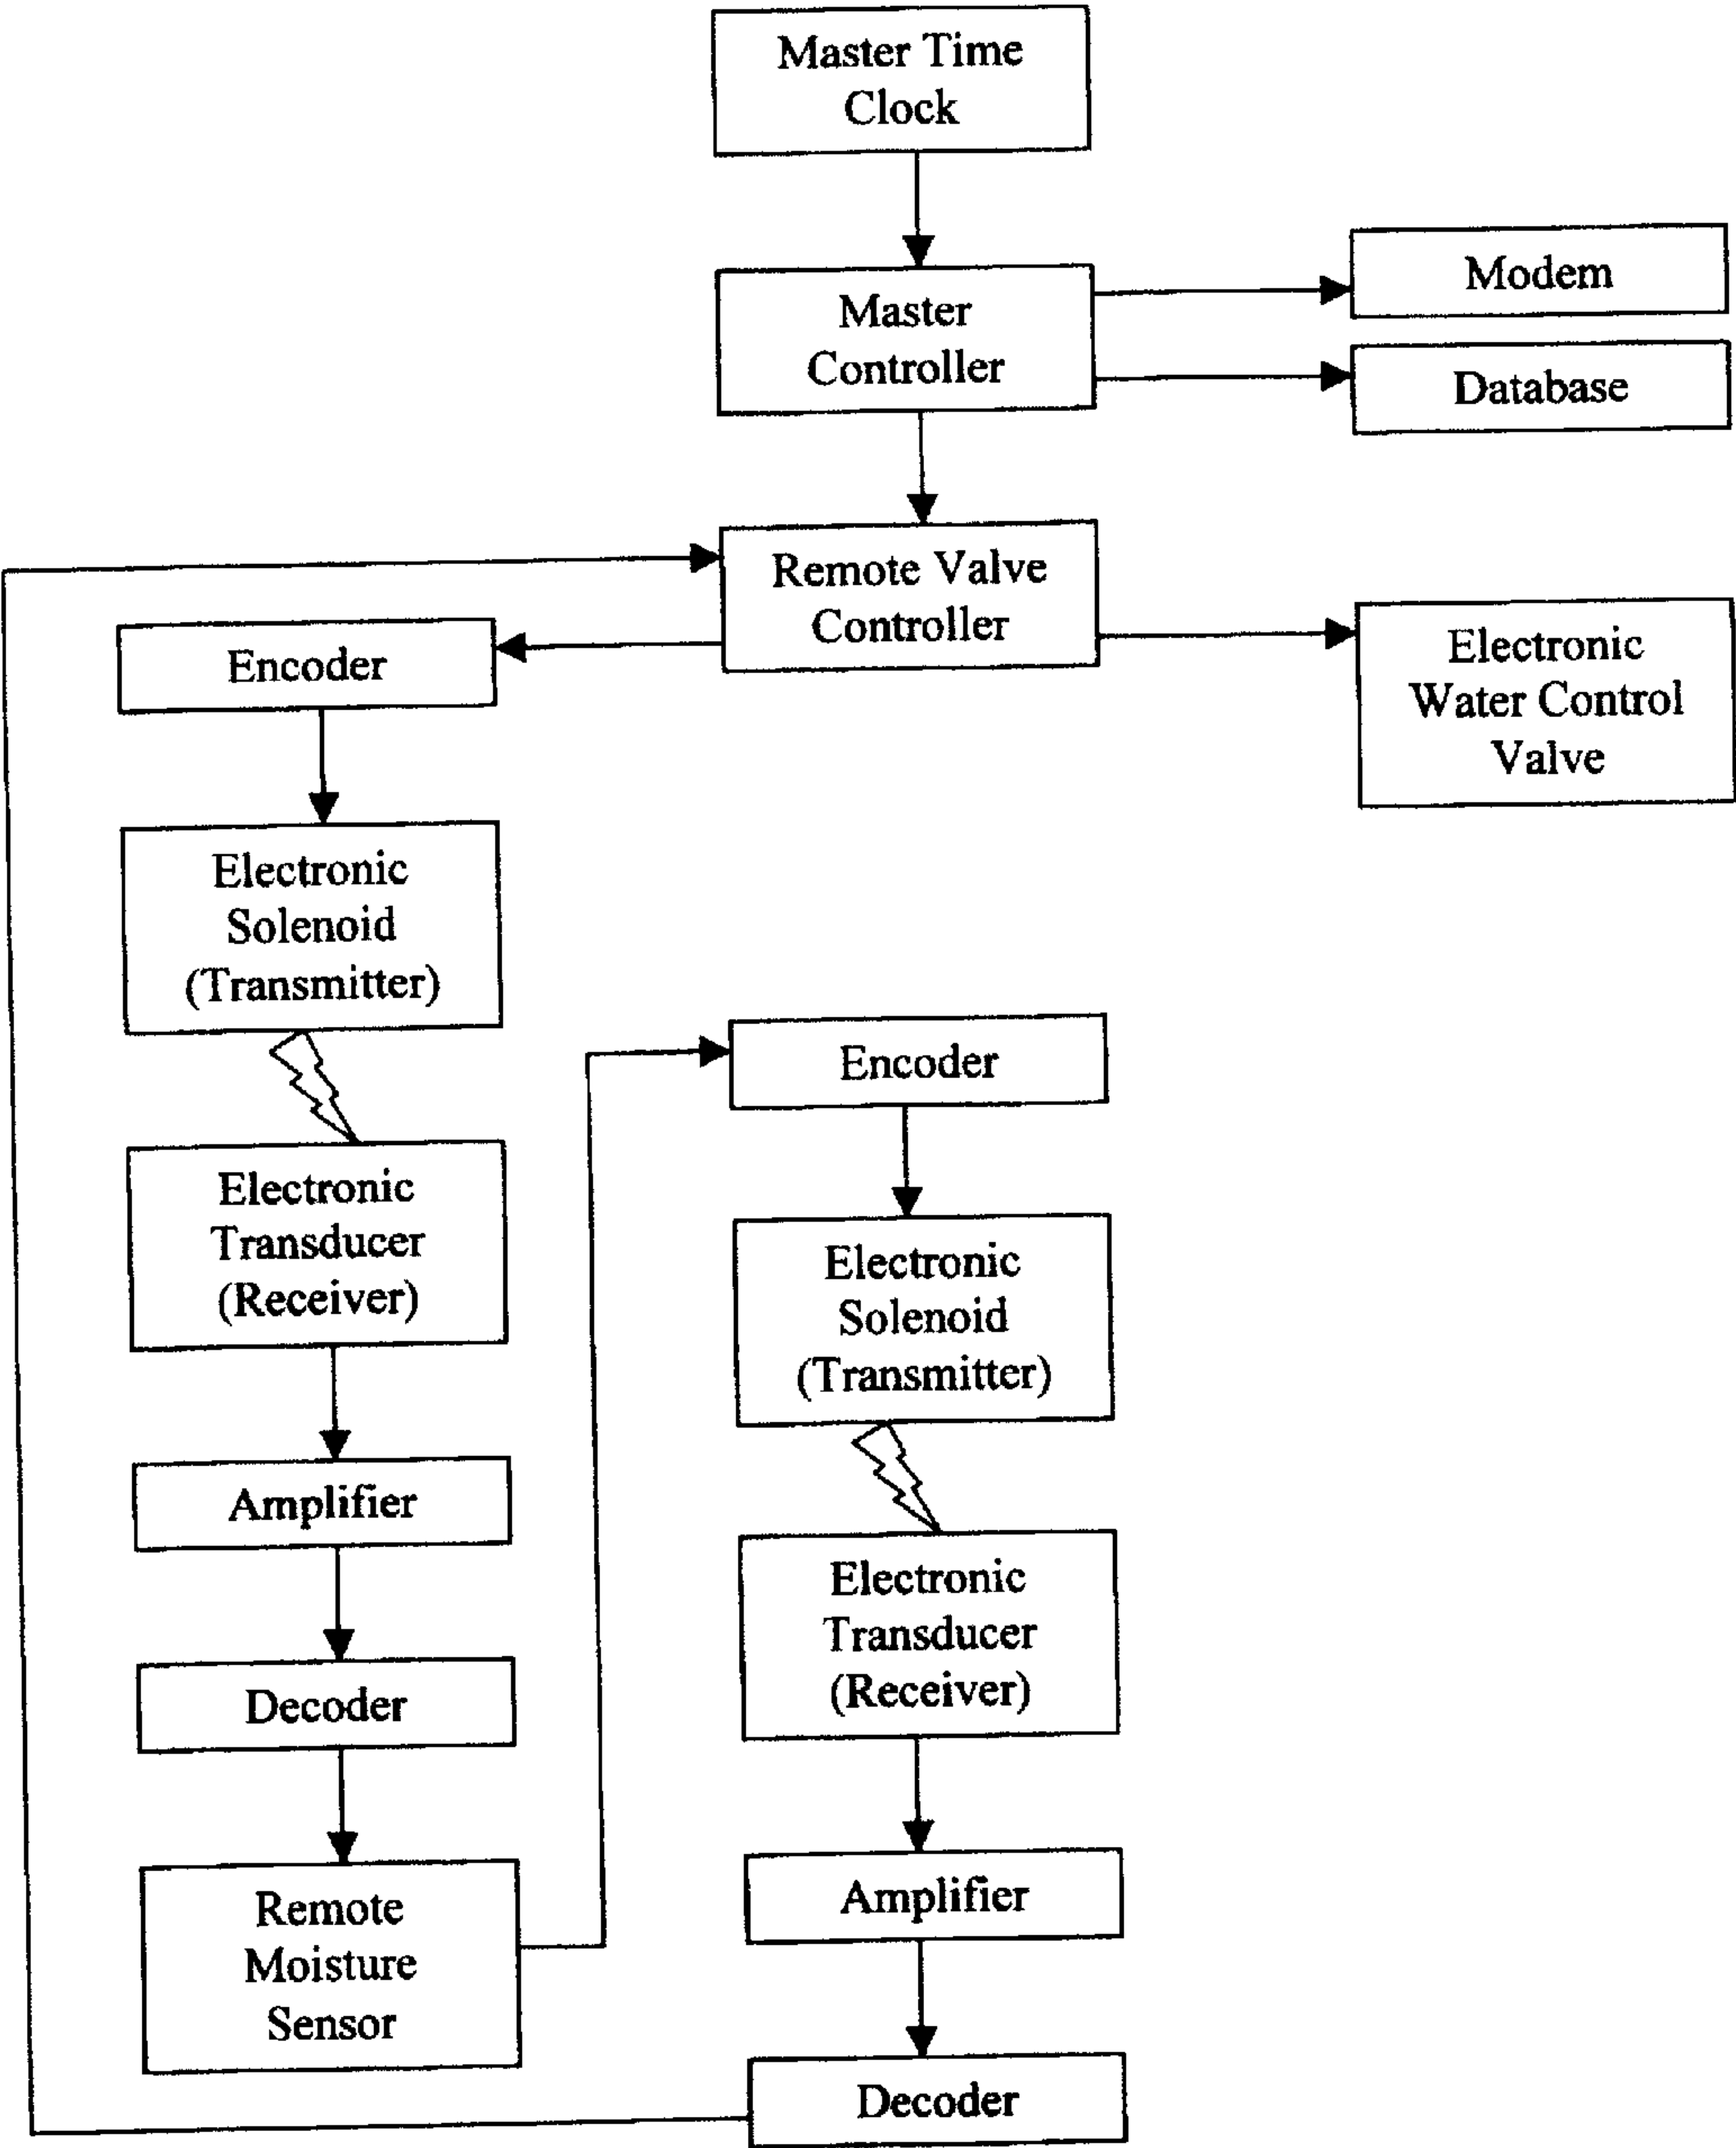 Master Time
Clock
Master
Controller
Modem
Database
Remote Valve
Controller
Electronic
Water Control
Valve
Encoder
Electronic
Solenoid
(Transmitter)
Electronic
Transducer
(Receiver)
Amplifier
Decoder
Remote
Moisture
Sensor
Encoder
Electronic
Solenoid
(Transmitter)
Electronic
Transducer
(Receiver)
Amplifier
Decoder